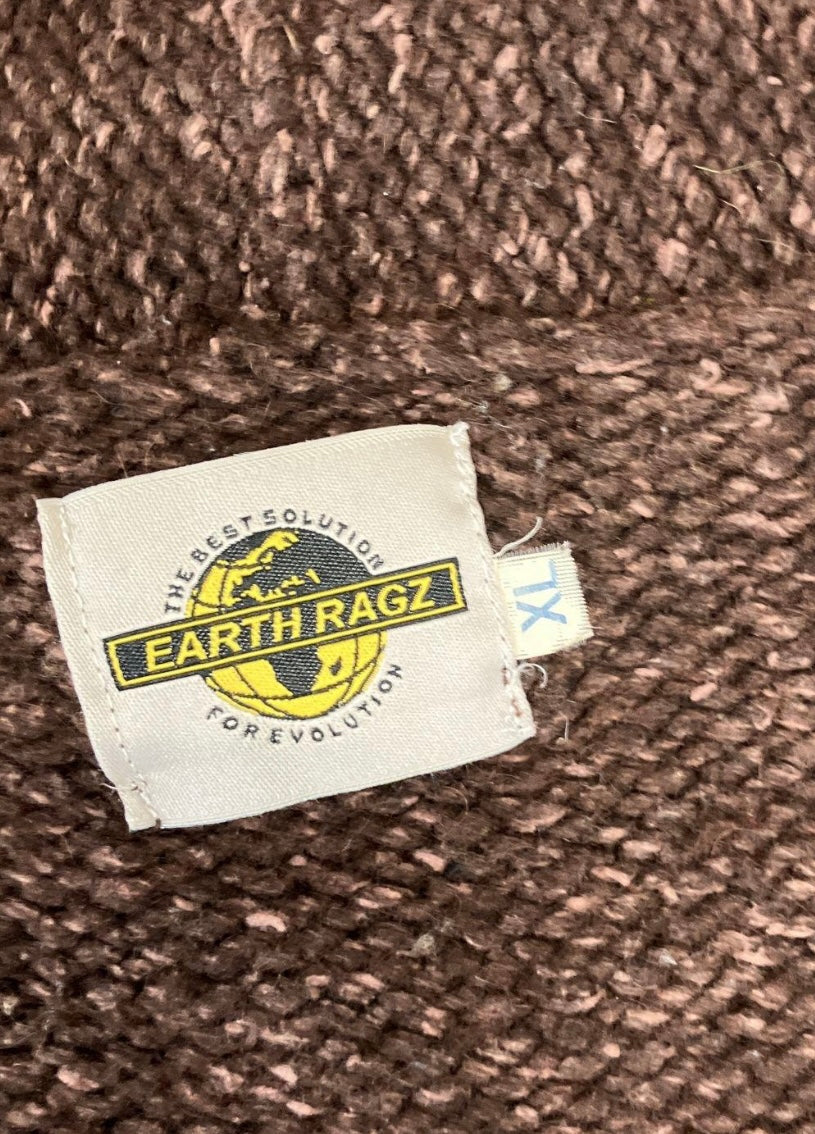 THE BEST SOLUTION
EARTH RAGZ
FOR EVOLUTION
XL